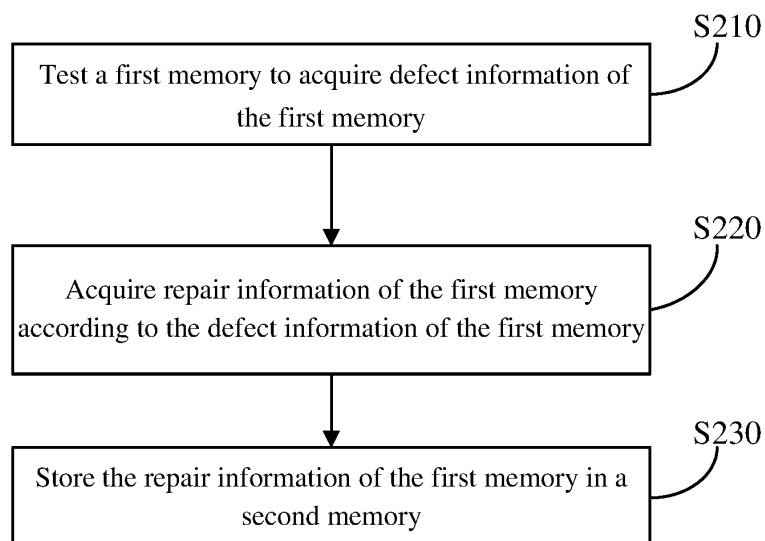 S210
Test a first memory to acquire defect information of
the first memory
S220
Acquire repair information of the first memory
according to the defect information of the first memory
S230
Store the repair information of the first memory in a
second memory